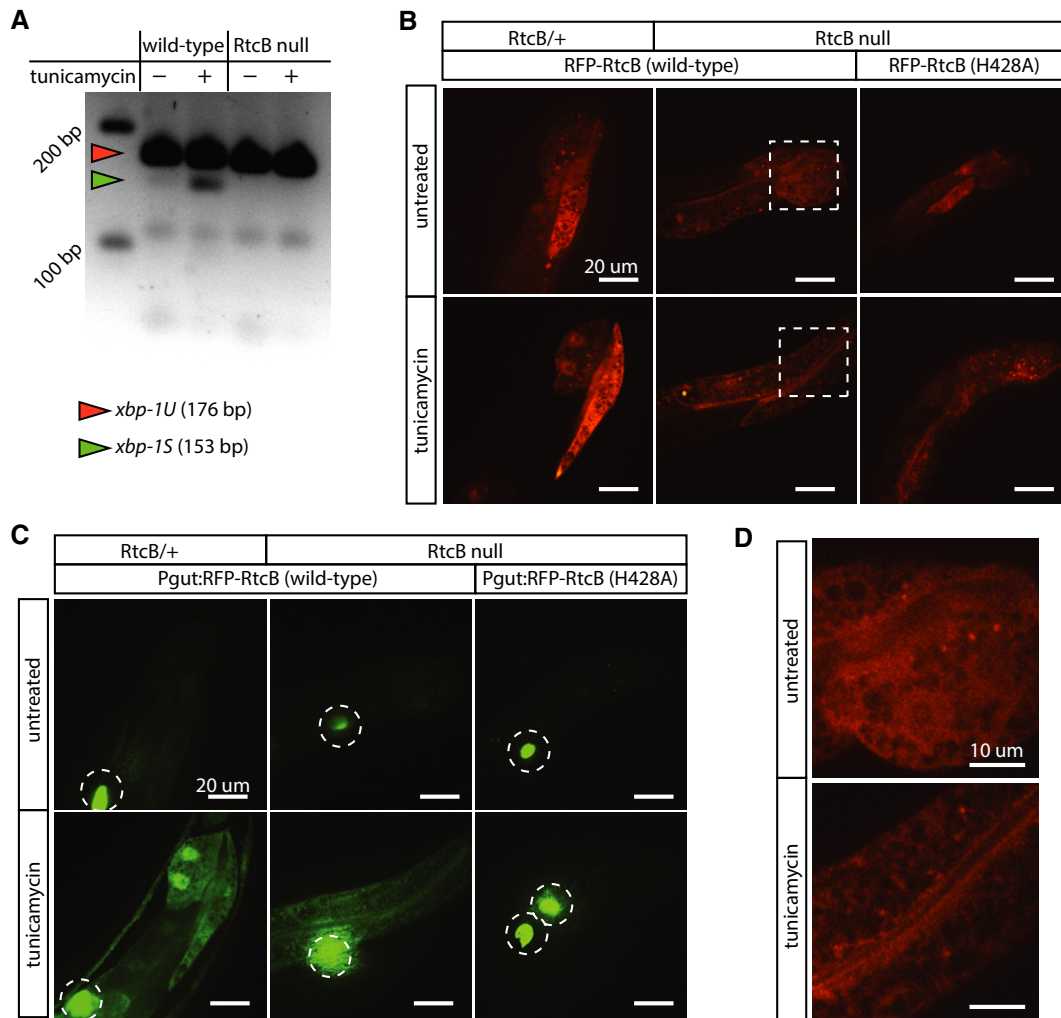 A
wild-type RtcB null
tunicamycin − + − +
200 bp
100 bp
xbp-1U (176 bp)
xbp-1S (153 bp)
B
RtcB/+ RtcB null
RFP-RtcB (wild-type) RFP-RtcB (H428A)
untreated
20 um
tunicamycin
C
RtcB/+ RtcB null
Pgut:RFP-RtcB (wild-type) Pgut:RFP-RtcB (H428A)
untreated
20 um
tunicamycin
D
untreated
10 um
tunicamycin